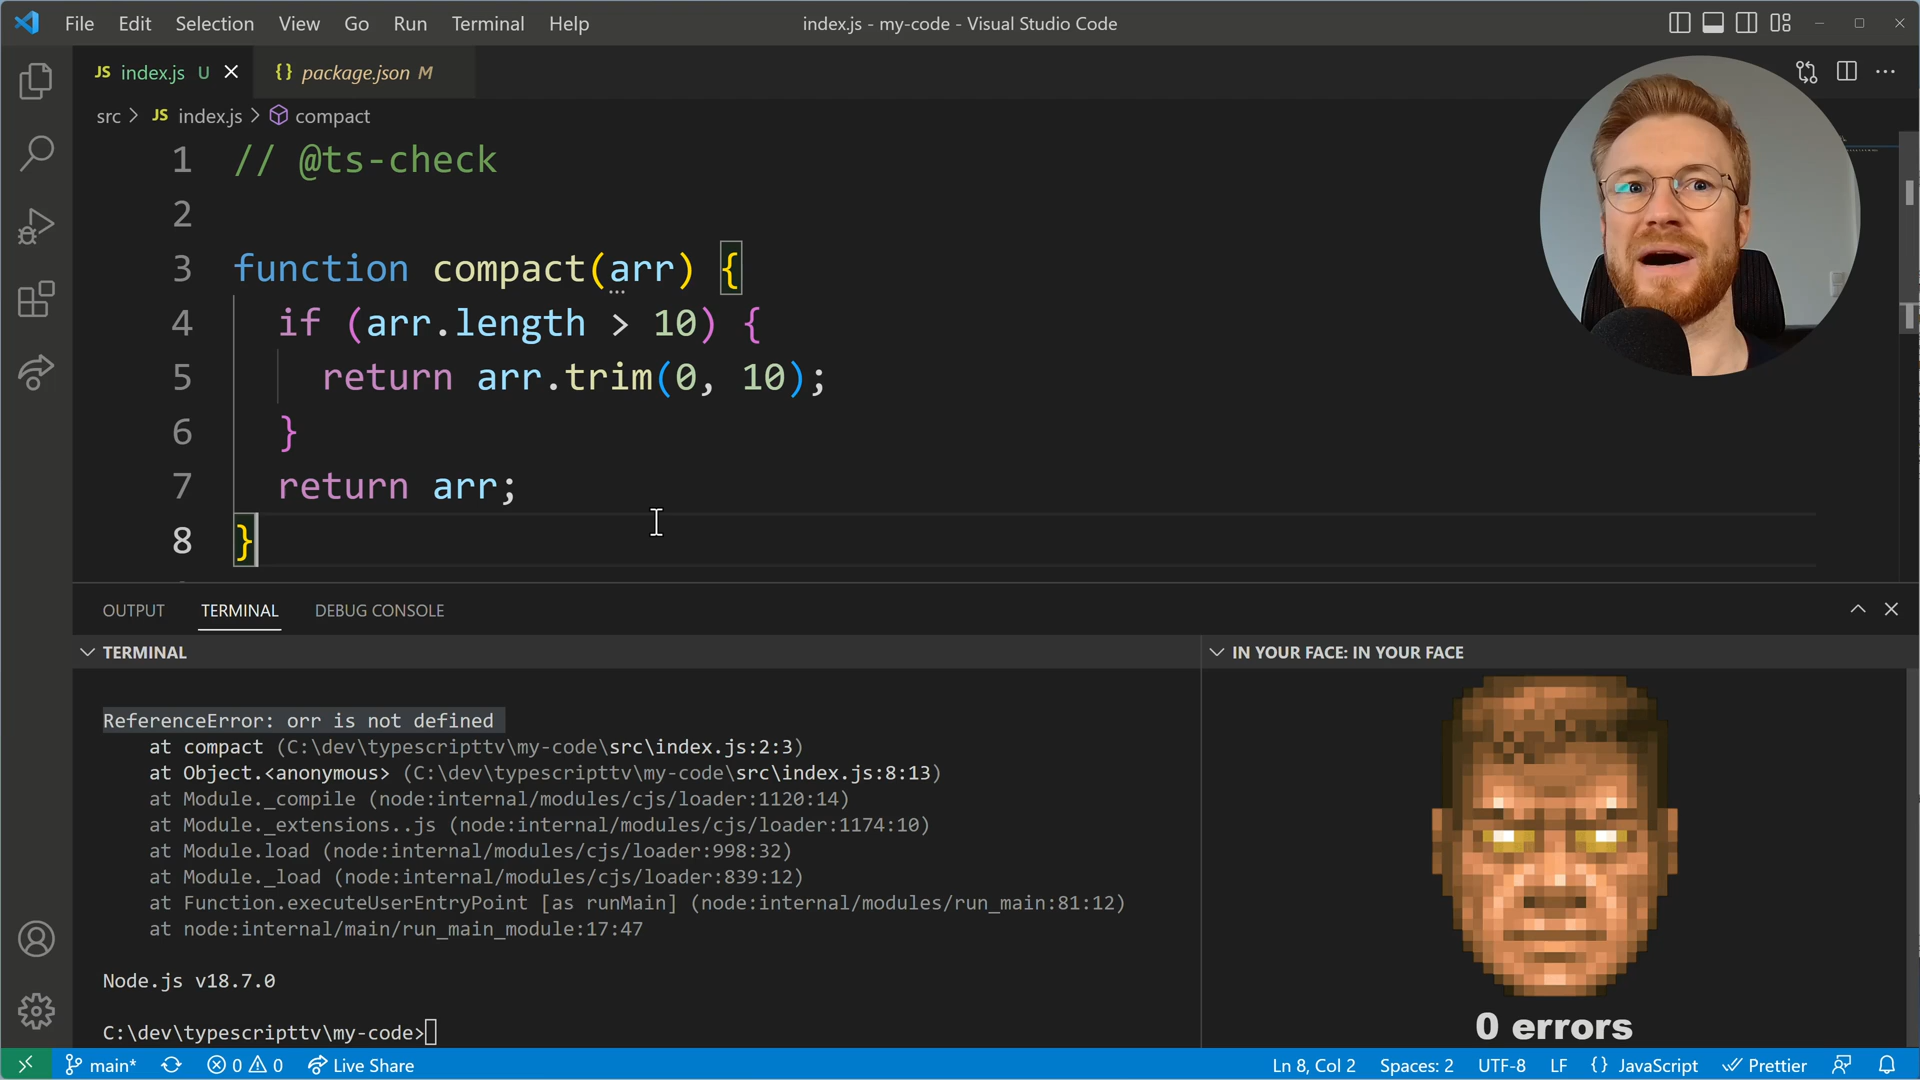 File Edit Selection View Go Run Terminal Help
index.js - my-code - Visual Studio Code
JS index.js U
{} package.json M
src > JS index.js > compact
1 // @ts-check
2
3 function compact(arr) {
4 if (arr.length > 10) {
5 return arr.trim(0, 10);
6 }
7 return arr;
8 }
OUTPUT TERMINAL DEBUG CONSOLE
TERMINAL
ReferenceError: orr is not defined
at compact (C:\dev\typescripttv\my-code\src\index.js:2:3)
at Object.<anonymous> (C:\dev\typescripttv\my-code\src\index.js:8:13)
at Module._compile (node:internal/modules/cjs/loader:1120:14)
at Module._extensions..js (node:internal/modules/cjs/loader:1174:10)
at Module.load (node:internal/modules/cjs/loader:998:32)
at Module._load (node:internal/modules/cjs/loader:839:12)
at Function.executeUserEntryPoint [as runMain] (node:internal/modules/run_main:81:12)
at node:internal/main/run_main_module:17:47
Node.js v18.7.0
C:\dev\typescripttv\my-code>
IN YOUR FACE: IN YOUR FACE
0 errors
main* 0 0 Live Share
Ln 8, Col 2 Spaces: 2 UTF-8 LF {} JavaScript Prettier